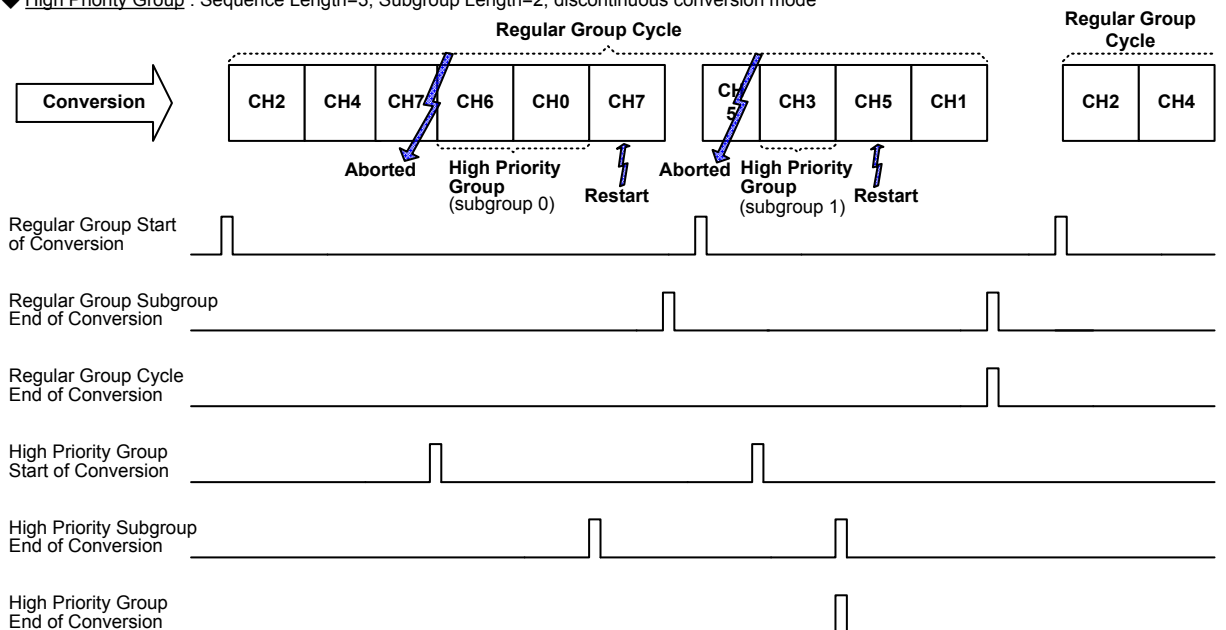 ◆ High Priority Group : Sequence Length=3, Subgroup Length=2, discontinuous conversion mode
Regular Group Cycle
Regular Group
Cycle
Conversion
CH2
CH4
CH7
CH6
CH0
CH7
CH
5
CH3
CH5
CH1
CH2
CH4
Aborted
High Priority
Group
(subgroup 0)
Restart
Aborted
High Priority
Group
(subgroup 1)
Restart
Regular Group Start
of Conversion
Regular Group Subgroup
End of Conversion
Regular Group Cycle
End of Conversion
High Priority Group
Start of Conversion
High Priority Subgroup
End of Conversion
High Priority Group
End of Conversion